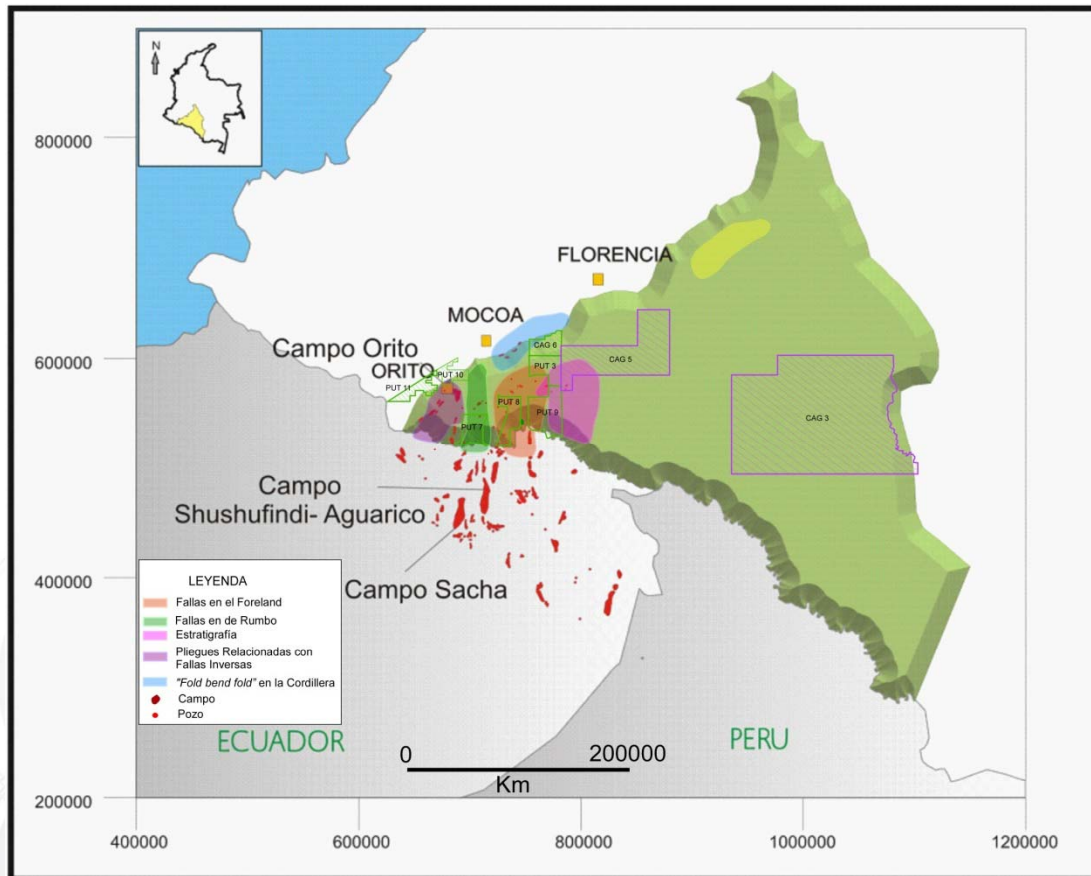 N
800000
600000
400000
200000
FLORENCIA
MOCOA
Campo Orito
ORITO
PUT 11
PUT 10
CAG 6
PUT 3
CAG 5
PUT 8
PUT 9
PUT 7
CAG 3
Campo
Shushufindi- Aguarico
Campo Sacha
LEYENDA
Fallas en el Foreland
Fallas en de Rumbo
Estratigrafía
Pliegues Relacionadas con
Fallas Inversas
"Fold bend fold" en la Cordillera
Campo
Pozo
ECUADOR
PERU
0
200000
Km
400000
600000
800000
1000000
1200000